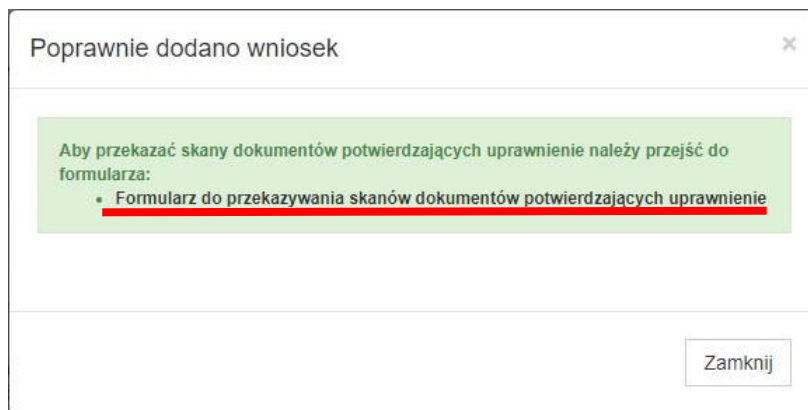 Poprawnie dodano wniosek
×
Aby przekazać skany dokumentów potwierdzających uprawnienie należy przejść do
formularza:
• Formularz do przekazywania skanów dokumentów potwierdzających uprawnienie
Zamknij